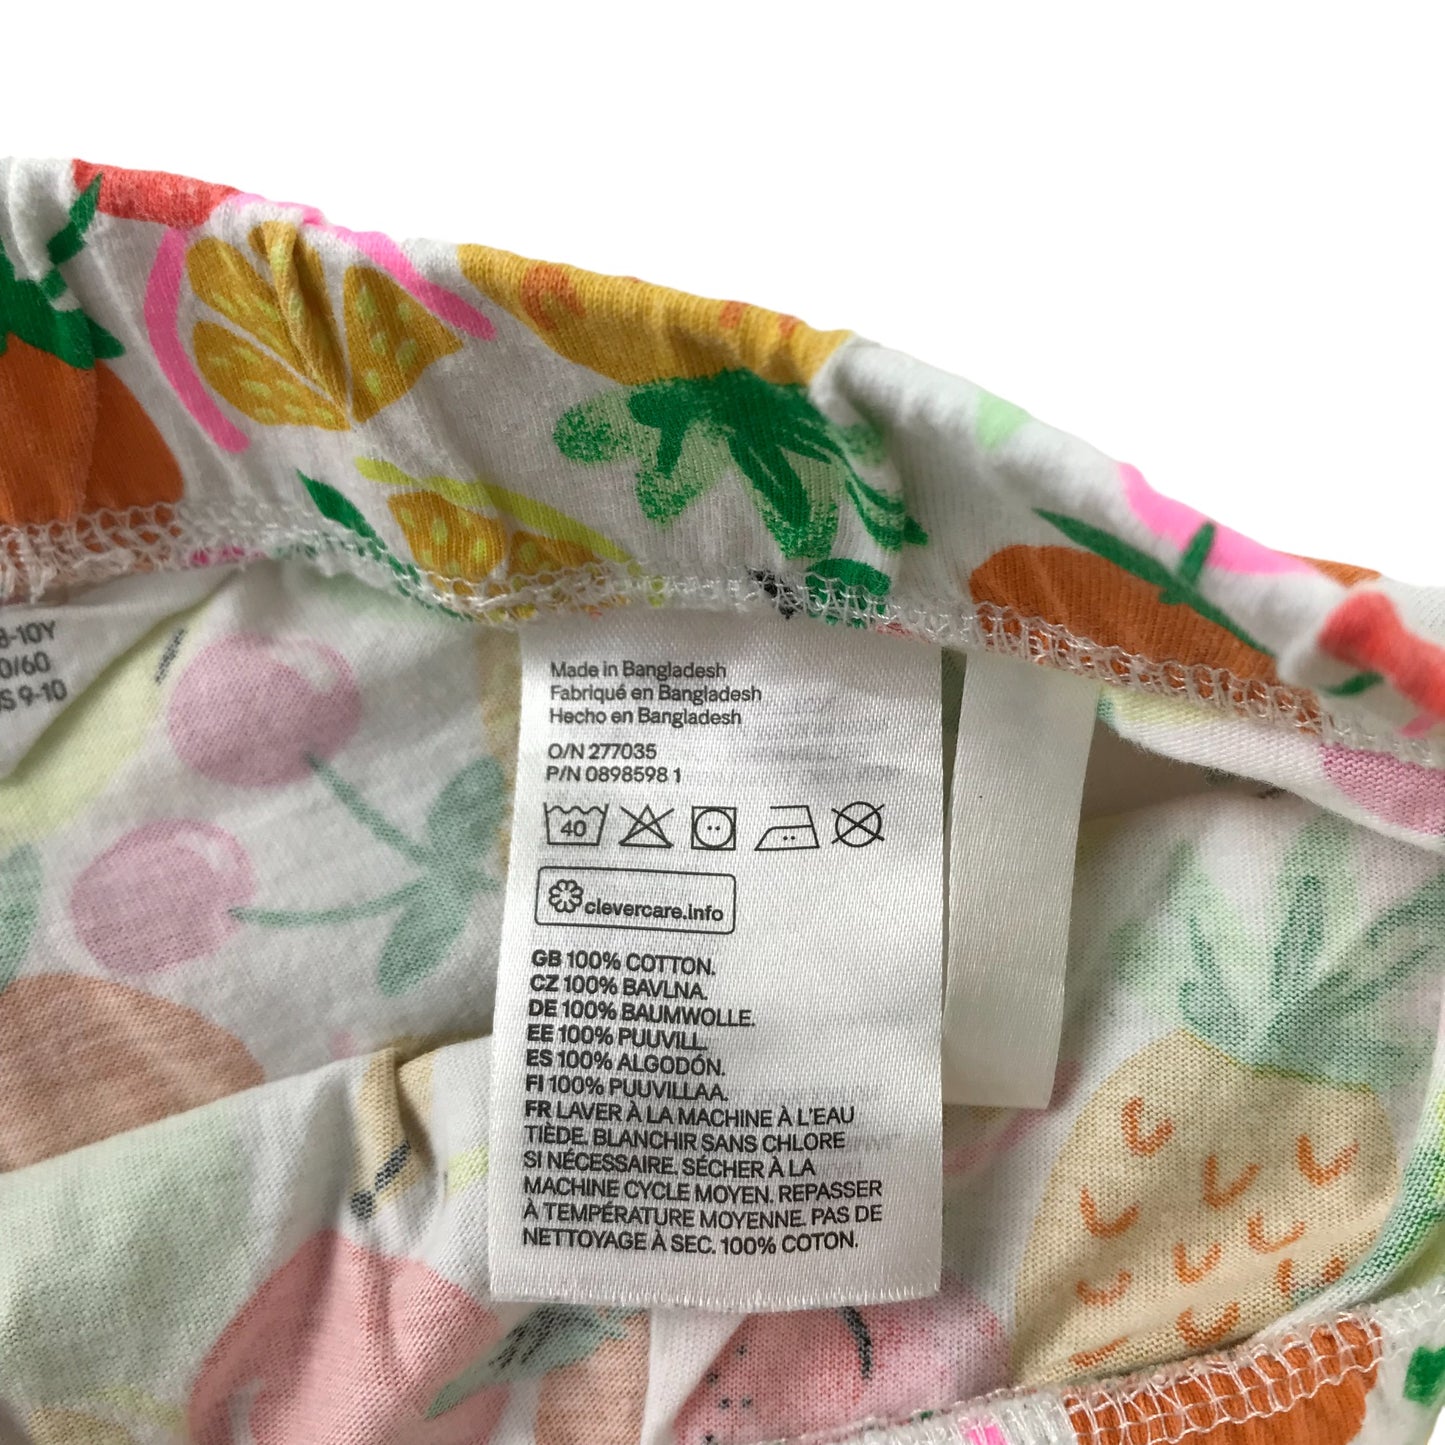 8-10Y
0/60
US 9-10
Made in Bangladesh
Fabriqué en Bangladesh
Hecho en Bangladesh
O/N 277035
P/N 0898598 1
40
clevercare.info
GB 100% COTTON.
CZ 100% BAVLNA.
DE 100% BAUMWOLLE.
EE 100% PUUVILL.
ES 100% ALGODÓN.
FI 100% PUUVILLAA.
FR LAVER À LA MACHINE À L'EAU
TIÈDE. BLANCHIR SANS CHLORE
SI NÉCESSAIRE. SÉCHER À LA
MACHINE CYCLE MOYEN. REPASSER
À TEMPÉRATURE MOYENNE. PAS DE
NETTOYAGE À SEC. 100% COTON.